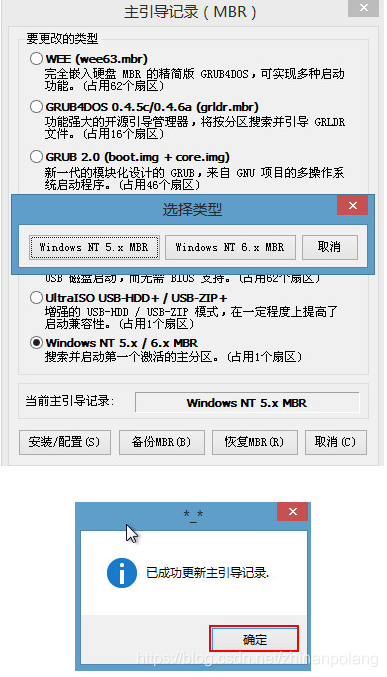 主引导记录（MBR）
要更改的类型
WEE (wee63.mbr)
完全嵌入硬盘 MBR 的精简版 GRUB4DOS，可实现多种启动
功能。(占用62个扇区)
GRUB4DOS 0.4.5c/0.4.6a (grldr.mbr)
功能强大的开源引导管理器，将按分区搜索并引导 GRLDR
文件。(占用16个扇区)
GRUB 2.0 (boot.img + core.img)
新一代的模块化设计的 GRUB，来自 GNU 项目的多操作系
统启动程序。(占用46个扇区)
选择类型
Windows NT 5.x MBR
Windows NT 6.x MBR
取消
USB 磁盘启动，而无需 BIOS 支持。(占用62个扇区)
UltraISO USB-HDD+ / USB-ZIP+
增强的 USB-HDD / USB-ZIP 模式，在一定程度上提高了
启动兼容性。(占用1个扇区)
Windows NT 5.x / 6.x MBR
搜索并启动第一个激活的主分区。(占用1个扇区)
当前主引导记录:
Windows NT 5.x MBR
安装/配置(S)
备份MBR(B)
恢复MBR(R)
取消(C)
*_*
已成功更新主引导记录.
确定
https://blog.csdn.net/zhinanpolang